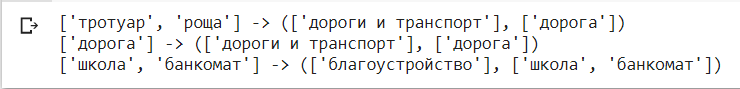 ['тротуар', 'роща'] -> (['дороги и транспорт'], ['дорога'])
['дорога'] -> (['дороги и транспорт'], ['дорога'])
['школа', 'банкомат'] -> (['благоустройство'], ['школа', 'банкомат'])